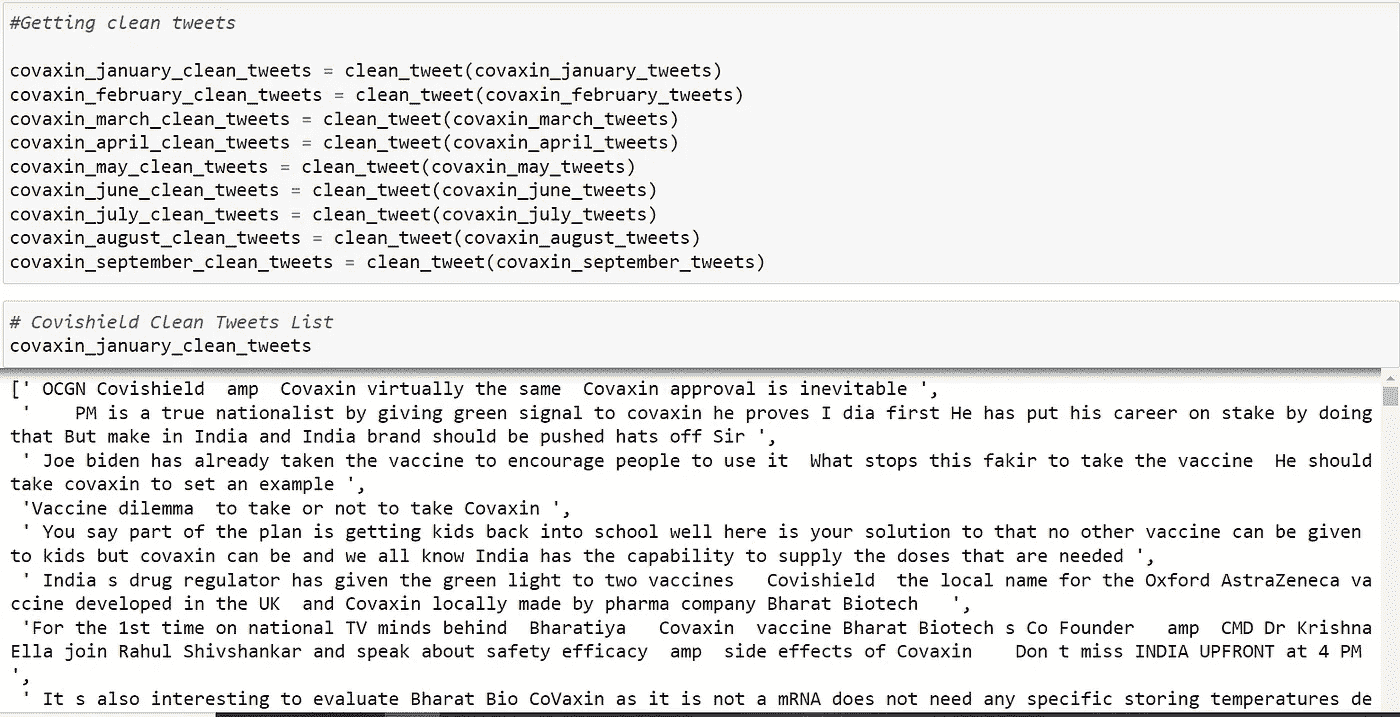 #Getting clean tweets
covaxin_january_clean_tweets = clean_tweet(covaxin_january_tweets)
covaxin_february_clean_tweets = clean_tweet(covaxin_february_tweets)
covaxin_march_clean_tweets = clean_tweet(covaxin_march_tweets)
covaxin_april_clean_tweets = clean_tweet(covaxin_april_tweets)
covaxin_may_clean_tweets = clean_tweet(covaxin_may_tweets)
covaxin_june_clean_tweets = clean_tweet(covaxin_june_tweets)
covaxin_july_clean_tweets = clean_tweet(covaxin_july_tweets)
covaxin_august_clean_tweets = clean_tweet(covaxin_august_tweets)
covaxin_september_clean_tweets = clean_tweet(covaxin_september_tweets)
# Covishield Clean Tweets List
covaxin_january_clean_tweets
[' OCGN Covishield  amp  Covaxin virtually the same  Covaxin approval is inevitable ',
 '    PM is a true nationalist by giving green signal to covaxin he proves I dia first He has put his career on stake by doing
that But make in India and India brand should be pushed hats off Sir ',
 ' Joe biden has already taken the vaccine to encourage people to use it  What stops this fakir to take the vaccine  He should
take covaxin to set an example ',
 'Vaccine dilemma  to take or not to take Covaxin ',
 ' You say part of the plan is getting kids back into school well here is your solution to that no other vaccine can be given
to kids but covaxin can be and we all know India has the capability to supply the doses that are needed ',
 ' India s drug regulator has given the green light to two vaccines   Covishield  the local name for the Oxford AstraZeneca va
ccine developed in the UK  and Covaxin locally made by pharma company Bharat Biotech   ',
 'For the 1st time on national TV minds behind  Bharatiya   Covaxin  vaccine Bharat Biotech s Co Founder   amp  CMD Dr Krishna
Ella join Rahul Shivshankar and speak about safety efficacy  amp  side effects of Covaxin    Don t miss INDIA UPFRONT at 4 PM
',
 ' It s also interesting to evaluate Bharat Bio CoVaxin as it is not a mRNA does not need any specific storing temperatures de